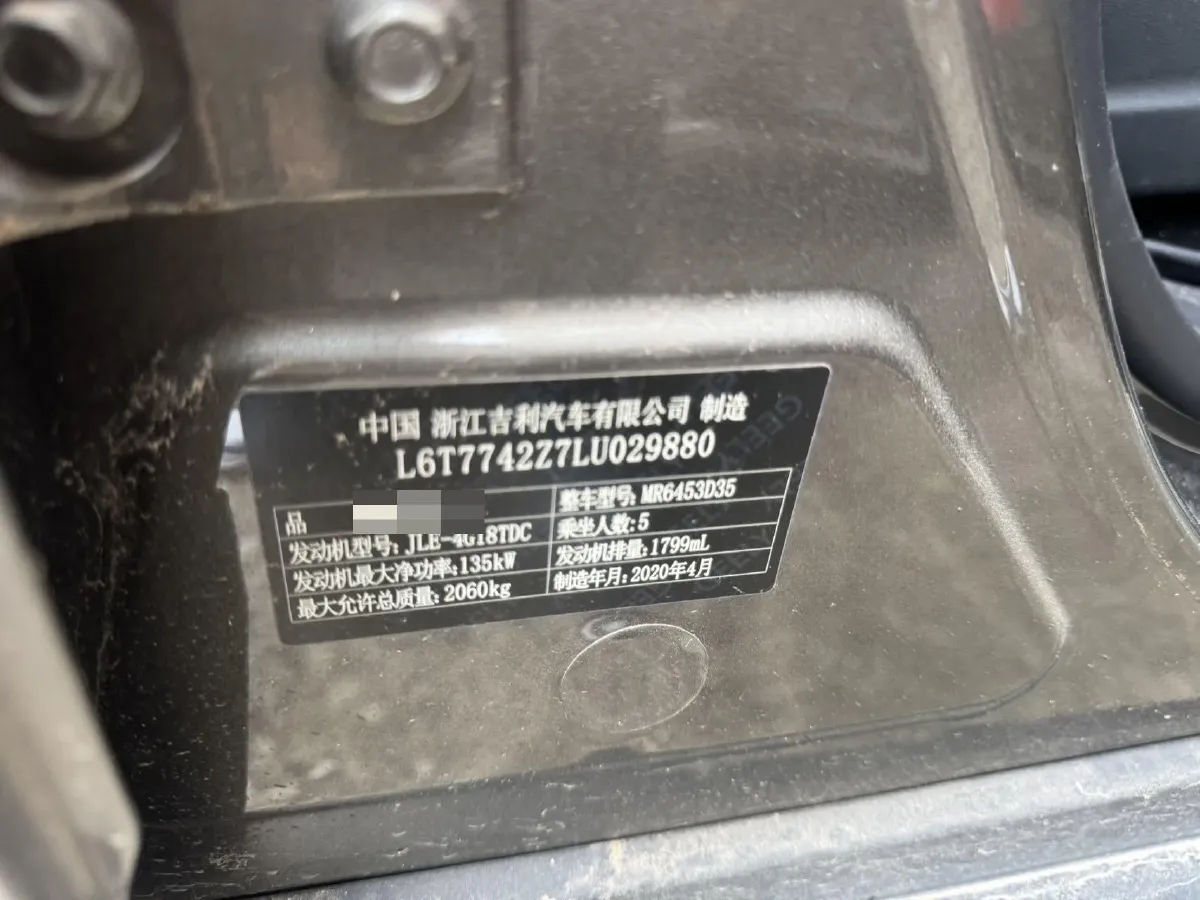 中国 浙江吉利汽车有限公司 制造
L6T7742Z7LU029880
品
整车型号: MR6453D35
发动机型号: JLE-4G18TDC
乘坐人数: 5
发动机最大净功率: 135kW
发动机排量: 1799mL
最大允许总质量: 2060kg
制造年月: 2020年4月